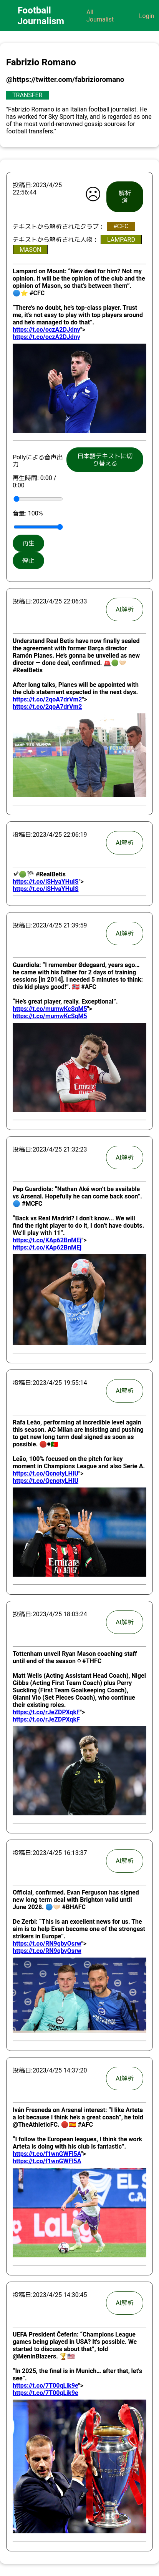 Football
Journalism
All
Journalist
Login
Fabrizio Romano
@https://twitter.com/fabrizioromano
TRANSFER
"Fabrizio Romano is an Italian football journalist. He has
worked for Sky Sport Italy, and is regarded as one
of the most world-renowned gossip sources for
football transfers."
投稿日:2023/4/25
22:56:44
解析
済
テキストから解析されたクラブ： #CFC
テキストから解析された人物： LAMPARD
MASON
Lampard on Mount: “New deal for him? Not my
opinion. It will be the opinion of the club and the
opinion of Mason, so that's between them”.
🔵⭐️ #CFC
“There's no doubt, he's top-class player. Trust
me, it's not easy to play with top foreign players
and he's managed to do that”.
https://t.co/oczA2DJdny">
https://t.co/oczA2DJdny
Pollyによる音声出
力
日本語テキストに切
り替える
再生時間: 0.00 /
0.00
音量: 100%
再生
停止
投稿日:2023/4/25 22:06:33
AI解析
Understand Real Betis have now finally sealed
the agreement with former Barça director
Ramón Planes. He's gonna be unveiled as new
director — done deal, confirmed. 🚨🟢🤝🏻
#RealBetis
After long talks, Planes will be appointed with
the club statement expected in the next days.
https://t.co/2qoA7drVm2">
https://t.co/2qoA7drVm2
投稿日:2023/4/25 22:06:19
AI解析
#RealBetis
https://t.co/iSHyaYHulS">
https://t.co/iSHyaYHulS
投稿日:2023/4/25 21:39:59
AI解析
Guardiola: “I remember Ødegaard, years ago…
he came with his father for 2 days of training
sessions [in 2014]. I needed 5 minutes to think:
this kid plays good!”. 🇳🇴 #AFC
“He's great player, really. Exceptional”.
https://t.co/mumwKcSqM5">
https://t.co/mumwKcSqM5
投稿日:2023/4/25 21:32:23
AI解析
Pep Guardiola: “Nathan Aké won't be available
vs Arsenal. Hopefully he can come back soon”.
🔵 #MCFC
“Back vs Real Madrid? I don't know... We will
find the right player to do it, I don't have doubts.
We'll play with 11”.
https://t.co/KAp62BnMEj">
https://t.co/KAp62BnMEj
投稿日:2023/4/25 19:55:14
AI解析
Rafa Leão, performing at incredible level again
this season. AC Milan are insisting and pushing
to get new long term deal signed as soon as
possible. 🔴⚫️🇵🇹
Leão, 100% focused on the pitch for key
moment in Champions League and also Serie A.
https://t.co/QcnotyLHIU">
https://t.co/QcnotyLHIU
投稿日:2023/4/25 18:03:24
AI解析
Tottenham unveil Ryan Mason coaching staff
until end of the season ⚪️ #THFC
Matt Wells (Acting Assistant Head Coach), Nigel
Gibbs (Acting First Team Coach) plus Perry
Suckling (First Team Goalkeeping Coach),
Gianni Vio (Set Pieces Coach), who continue
their existing roles.
https://t.co/rJeZDPXqkF">
https://t.co/rJeZDPXqkF
投稿日:2023/4/25 16:13:37
AI解析
Official, confirmed. Evan Ferguson has signed
new long term deal with Brighton valid until
June 2028. 🔵🤝🏻 #BHAFC
De Zerbi: “This is an excellent news for us. The
aim is to help Evan become one of the strongest
strikers in Europe”.
https://t.co/RN9qbyOsrw">
https://t.co/RN9qbyOsrw
投稿日:2023/4/25 14:37:20
AI解析
Iván Fresneda on Arsenal interest: “I like Arteta
a lot because I think he's a great coach”, he told
@TheAthleticFC. 🔴🇪🇸 #AFC
“I follow the European leagues, I think the work
Arteta is doing with his club is fantastic”.
https://t.co/f1wnGWFl5A">
https://t.co/f1wnGWFl5A
投稿日:2023/4/25 14:30:45
AI解析
UEFA President Čeferin: “Champions League
games being played in USA? It's possible. We
started to discuss about that”, told
@MenInBlazers. 🏆🇺🇸
“In 2025, the final is in Munich… after that, let's
see”.
https://t.co/7T00qLik9e">
https://t.co/7T00qLik9e